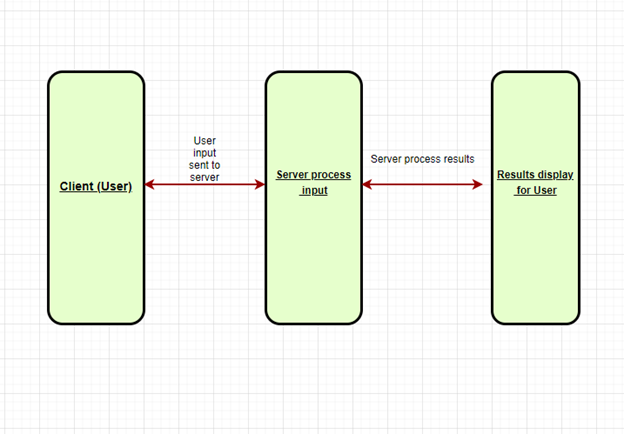 User
input
sent to
server
Client (User)
Server process
input
Server process results
Results display
for User